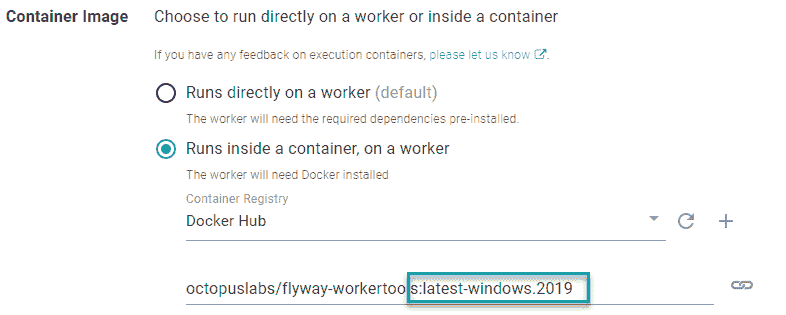 Container Image Choose to run directly on a worker or inside a container
If you have any feedback on execution containers, please let us know.
Runs directly on a worker (default)
The worker will need the required dependencies pre-installed.
Runs inside a container, on a worker
The worker will need Docker installed
Container Registry
Docker Hub
octopuslabs/flyway-workertools:latest-windows.2019